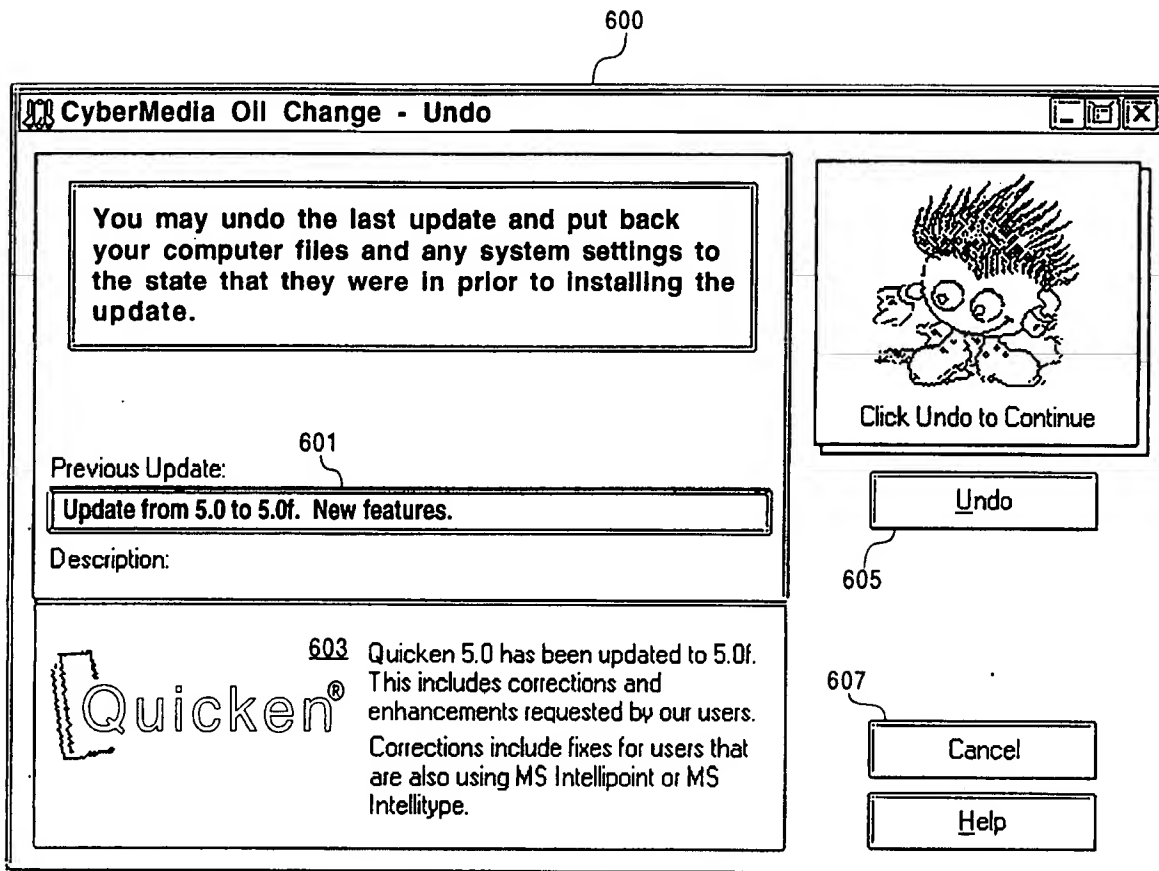 600
CyberMedia Oil Change - Undo
You may undo the last update and put back
your computer files and any system settings to
the state that they were in prior to installing the
update.
Click Undo to Continue
601
Previous Update:
Update from 5.0 to 5.0f. New features.
Undo
605
Description:
603
Quicken®
Quicken 5.0 has been updated to 5.0f.
This includes corrections and
enhancements requested by our users.
Corrections include fixes for users that
are also using MS Intellipoint or MS
Intellitype.
607
Cancel
Help